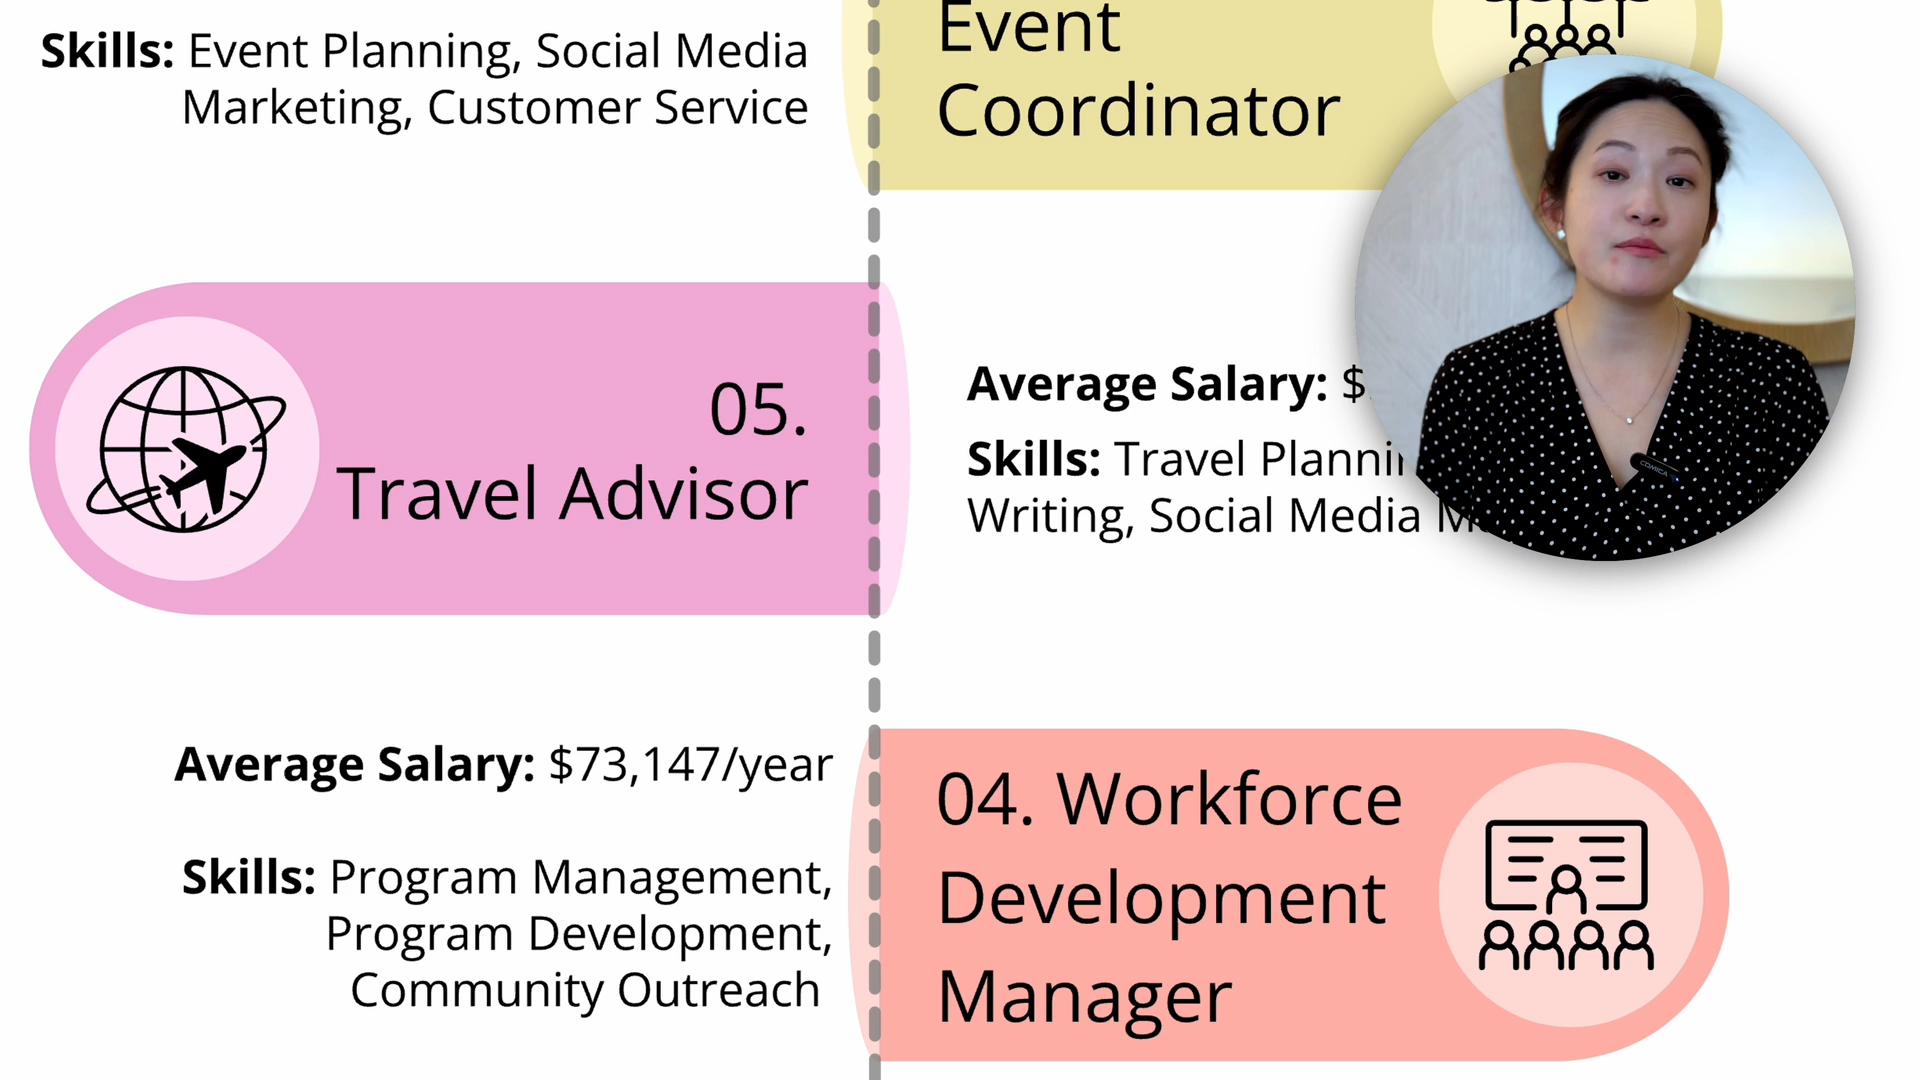 Skills: Event Planning, Social Media
Marketing, Customer Service
Event
Coordinator
05.
Travel Advisor
Average Salary: $
Skills: Travel
Writing, Social Media
Average Salary: $73,147/year
Skills: Program Management,
Program Development,
Community Outreach
04. Workforce
Development
Manager
COMICA